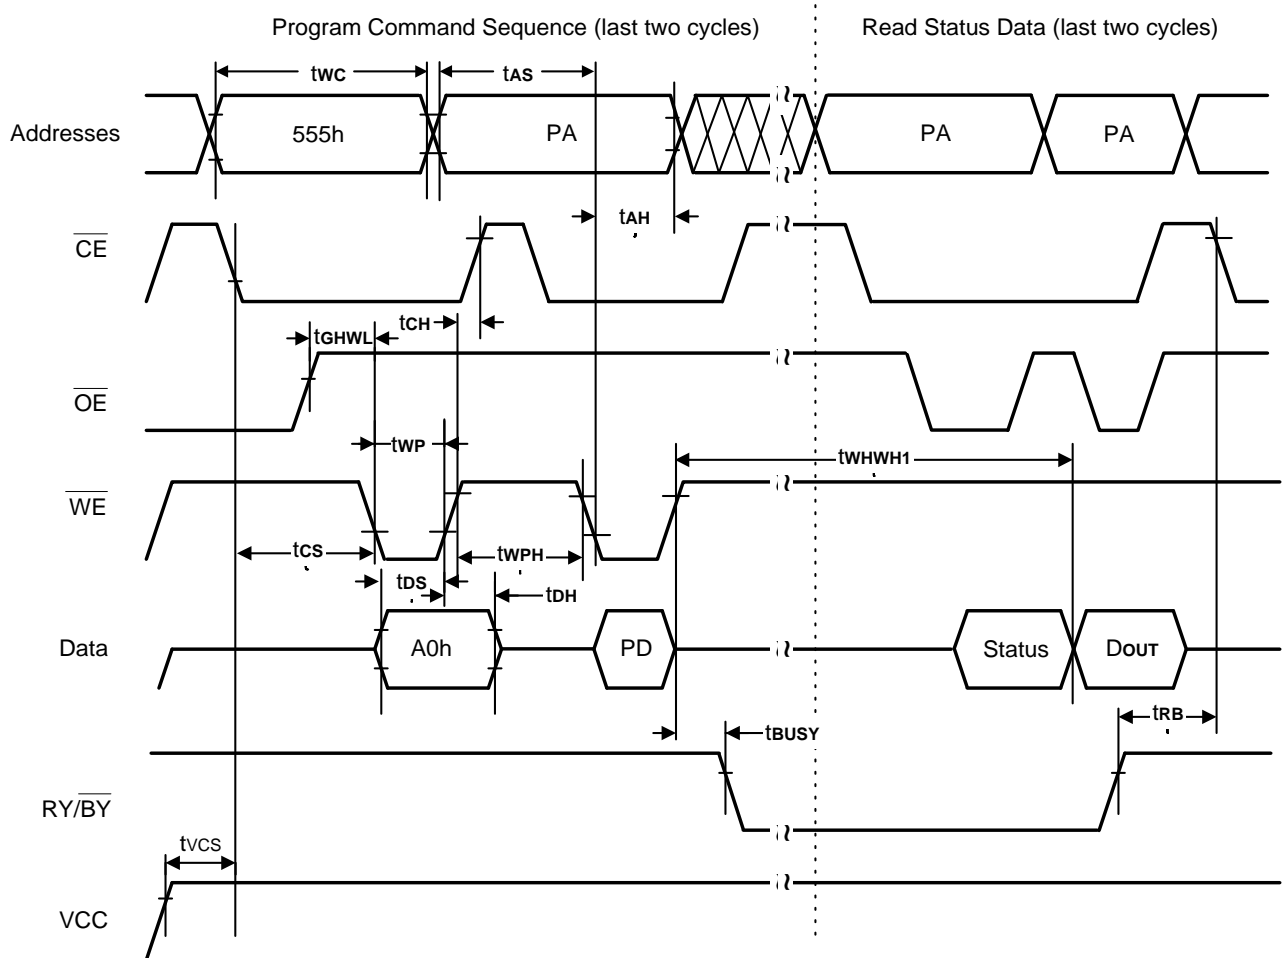 Program Command Sequence (last two cycles) Read Status Data (last two cycles)
tWC tAS
Addresses 555h PA PA PA
tAH
CE
tGHWL tCH
OE
tWP tWHWH1
WE
tCS tWPH
tDS tDH
Data A0h PD Status DOUT
tBUSY tRB
RY/BY
tVCS
VCC